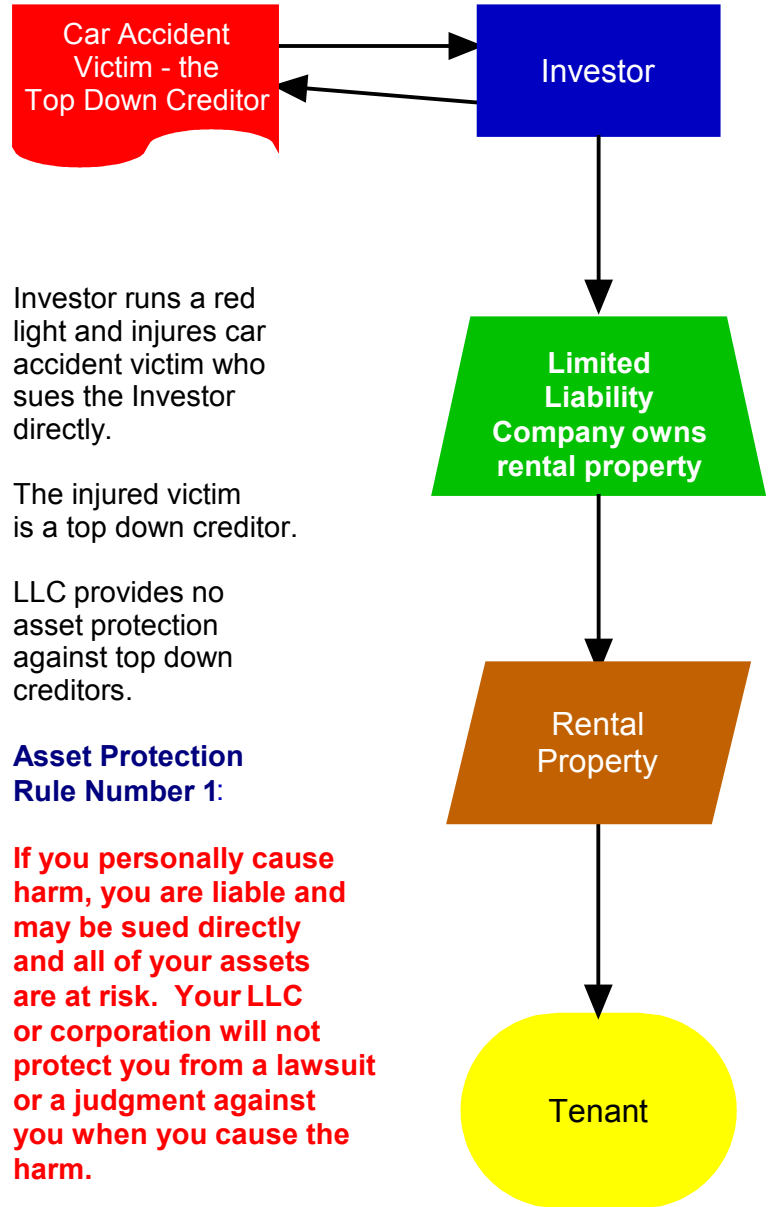 Car Accident
Victim - the
Top Down Creditor
Investor
Investor runs a red
light and injures car
accident victim who
sues the Investor
directly.
The injured victim
is a top down creditor.
LLC provides no
asset protection
against top down
creditors.
Asset Protection
Rule Number 1:
If you personally cause
harm, you are liable and
may be sued directly
and all of your assets
are at risk.  Your LLC
or corporation will not
protect you from a lawsuit
or a judgment against
you when you cause the
harm.
Limited
Liability
Company owns
rental property
Rental
Property
Tenant